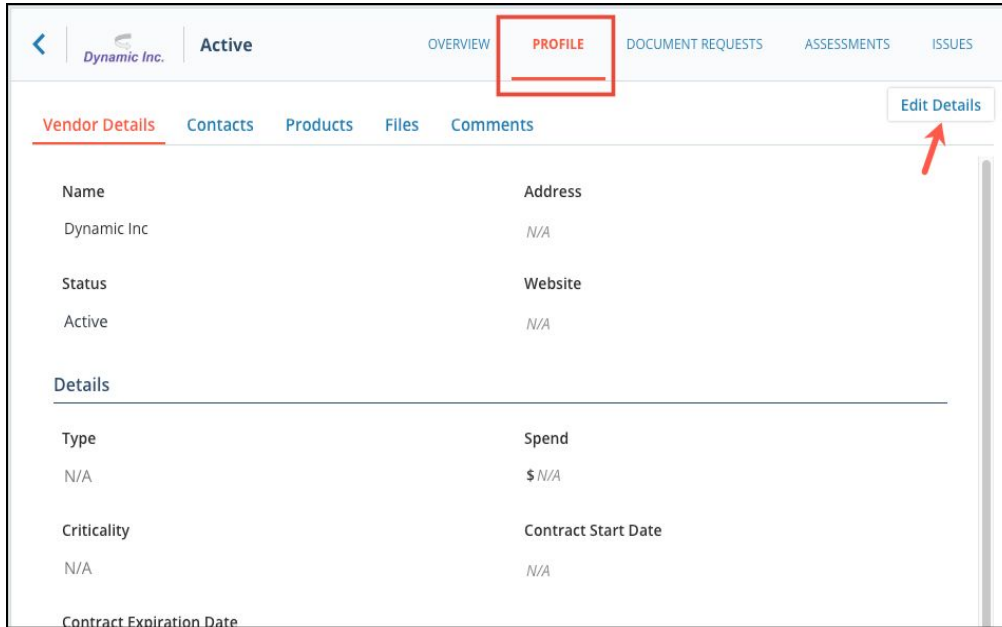 Dynamic Inc. Active OVERVIEW PROFILE DOCUMENT REQUESTS ASSESSMENTS ISSUES
Edit Details
Vendor Details Contacts Products Files Comments
Name Address
Dynamic Inc N/A
Status Website
Active N/A
Details
Type Spend
N/A $ N/A
Criticality Contract Start Date
N/A N/A
Contract Expiration Date